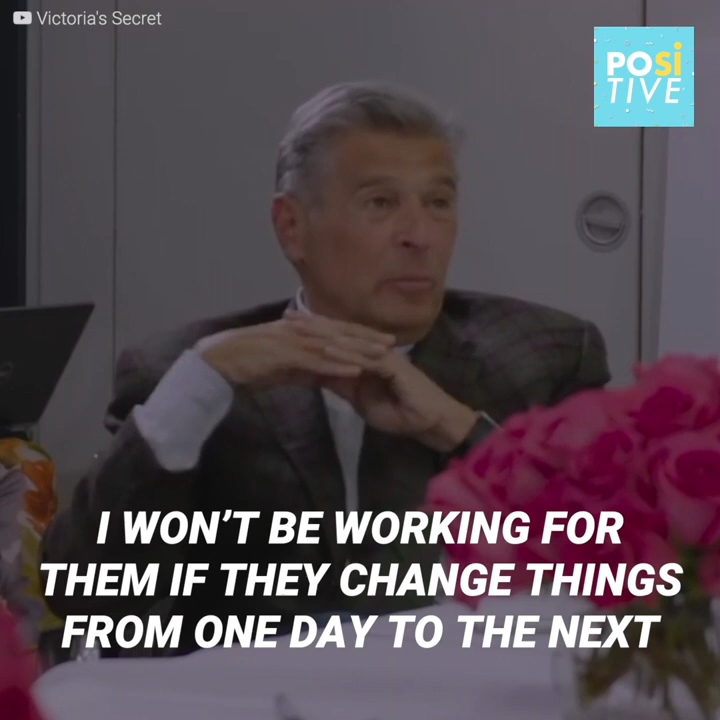 Victoria's Secret
POSi
TIVE
I WON’T BE WORKING FOR
THEM IF THEY CHANGE THINGS
FROM ONE DAY TO THE NEXT